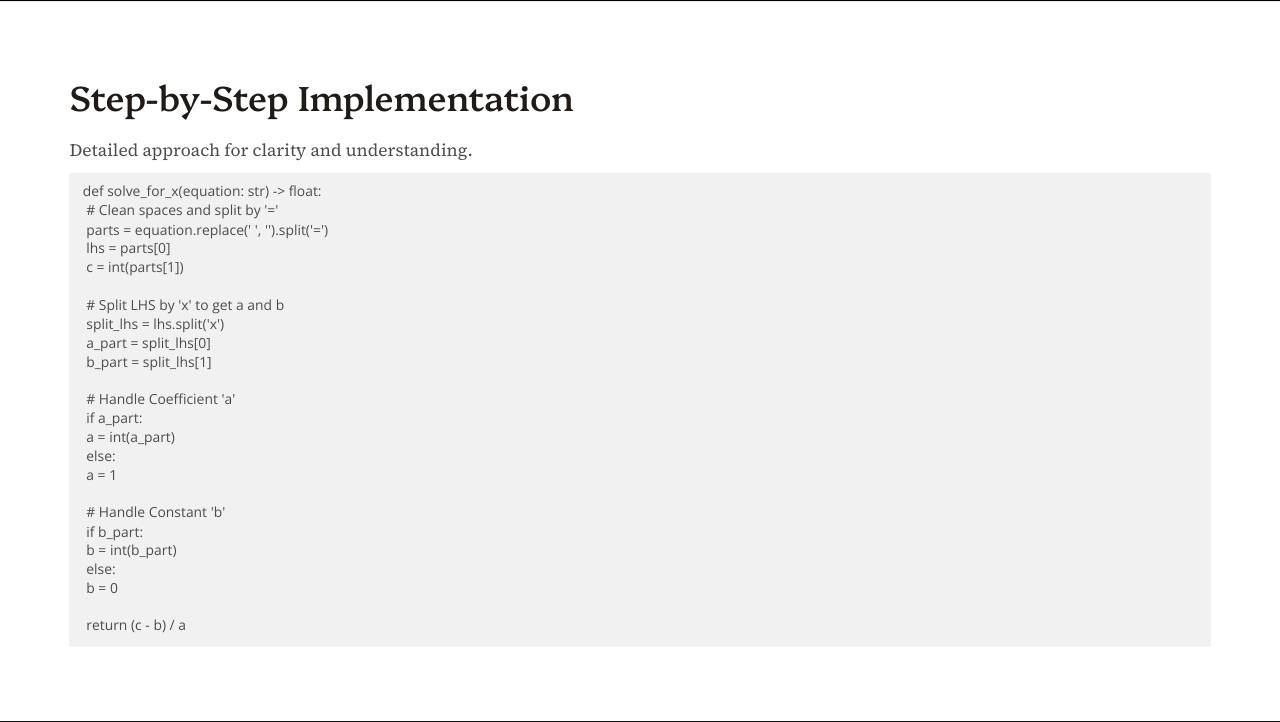 Step-by-Step Implementation
Detailed approach for clarity and understanding.
def solve_for_x(equation: str) -> float:
# Clean spaces and split by '='
parts = equation.replace(' ', '').split('=')
lhs = parts[0]
c = int(parts[1])
# Split LHS by 'x' to get a and b
split_lhs = lhs.split('x')
a_part = split_lhs[0]
b_part = split_lhs[1]
# Handle Coefficient 'a'
if a_part:
a = int(a_part)
else:
a = 1
# Handle Constant 'b'
if b_part:
b = int(b_part)
else:
b = 0
return (c - b) / a